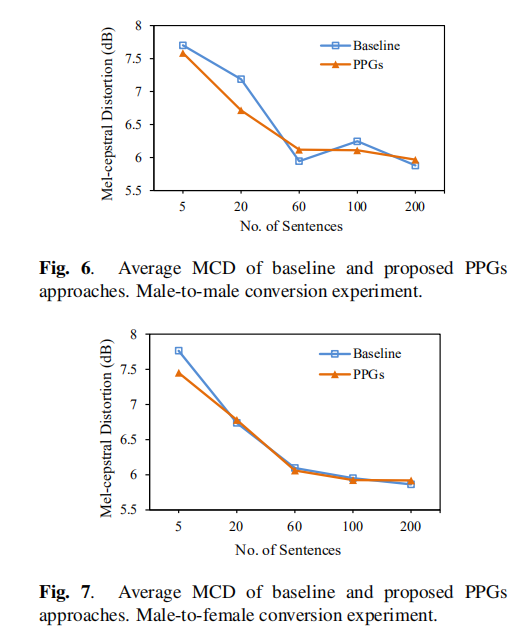 8
7.5
7
6.5
6
5.5
Mel-cepstral Distortion (dB)
Baseline
PPGs
5 20 60 100 200
No. of Sentences
Fig. 6. Average MCD of baseline and proposed PPGs
approaches. Male-to-male conversion experiment.
8
7.5
7
6.5
6
5.5
Mel-cepstral Distortion (dB)
Baseline
PPGs
5 20 60 100 200
No. of Sentences
Fig. 7. Average MCD of baseline and proposed PPGs
approaches. Male-to-female conversion experiment.